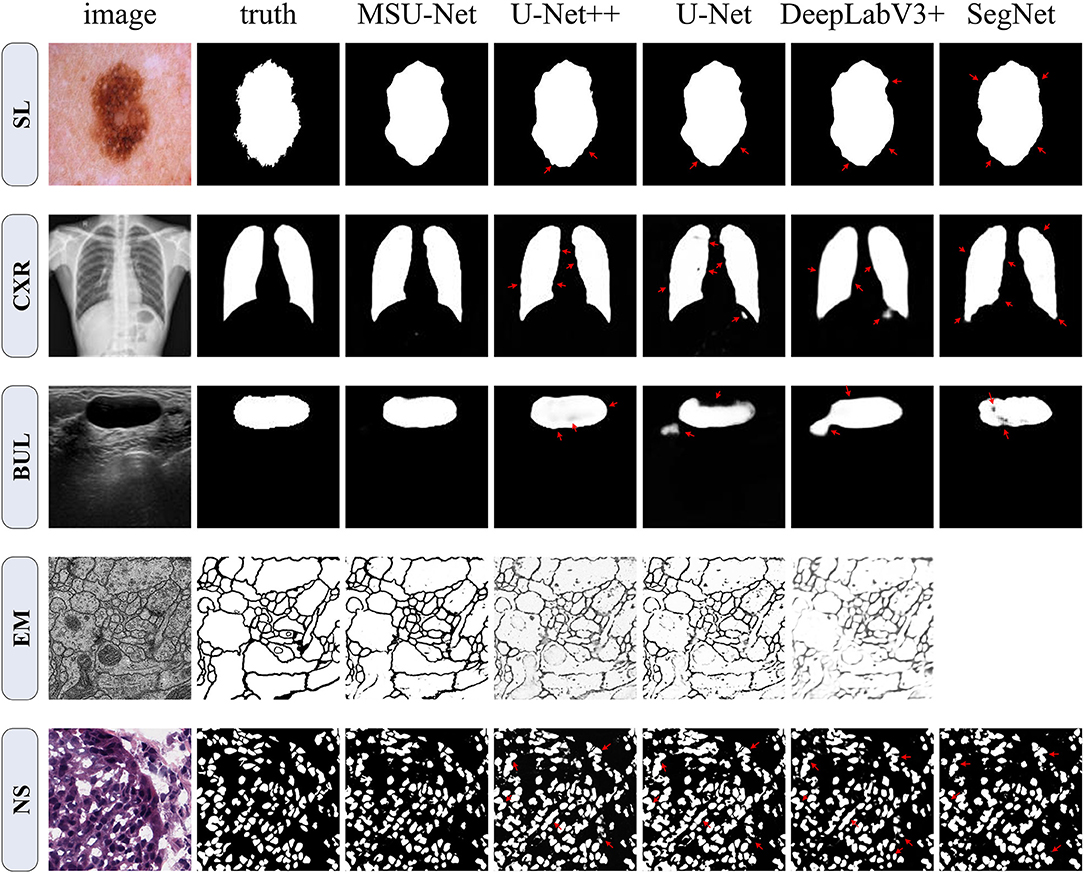 image truth MSU-Net U-Net++ U-Net DeepLabV3+ SegNet
SL
CXR
BUL
EM
NS